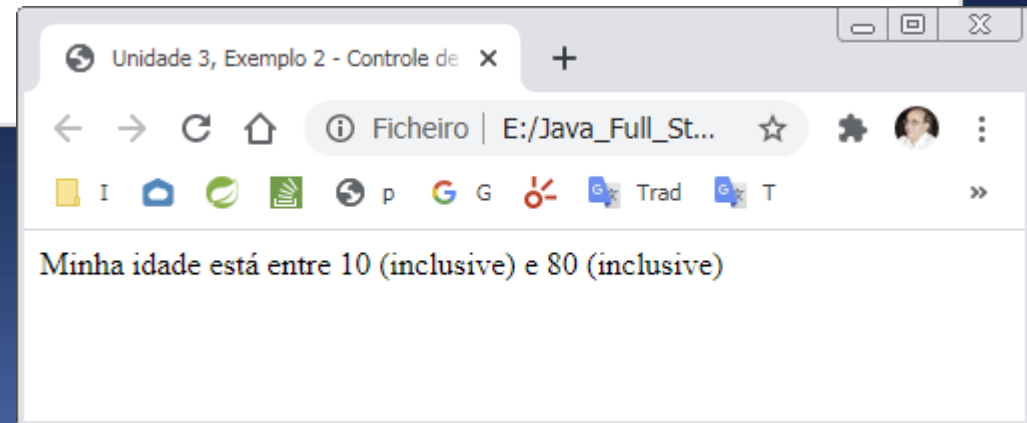 Unidade 3, Exemplo 2 - Controle de
Ficheiro | E:/Java_Full_St...
I p G G Trad G T
Minha idade está entre 10 (inclusive) e 80 (inclusive)